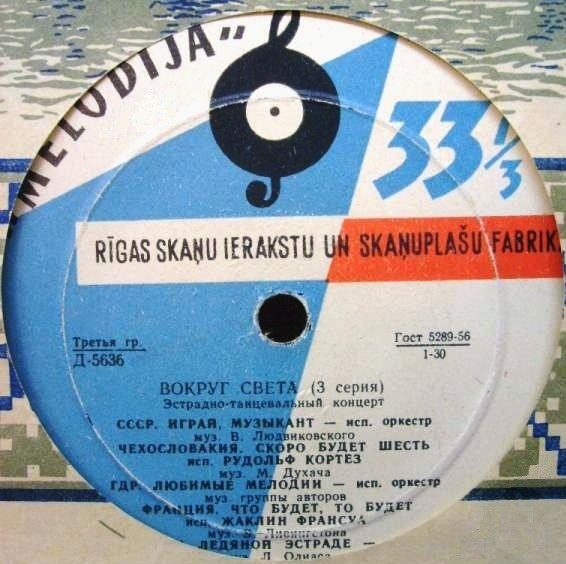 "MELODIJA"
33 1/3
RĪGAS SKAŅU IERAKSTU UN SKAŅUPLAŠU FABRIK
Третья гр.
Д-5636
Гост 5289-56
1-30
ВОКРУГ СВЕТА (3 серия)
Эстрадно-танцевальный концерт
СССР. ИГРАЙ, МУЗЫКАНТ — исп. оркестр
муз. В. Людвиковского
ЧЕХОСЛОВАКИЯ. СКОРО БУДЕТ ШЕСТЬ
исп. РУДОЛЬФ КОРТЕЗ
муз. М. Духача
ГДР. ЛЮБИМЫЕ МЕЛОДИИ — исп. оркестр
муз. группы авторов
ФРАНЦИЯ. ЧТО БУДЕТ, ТО БУДЕТ
исп. ЖАКЛИН ФРАНСУА
муз.
ЛЕДЯНОЙ ЭСТРАДЕ —